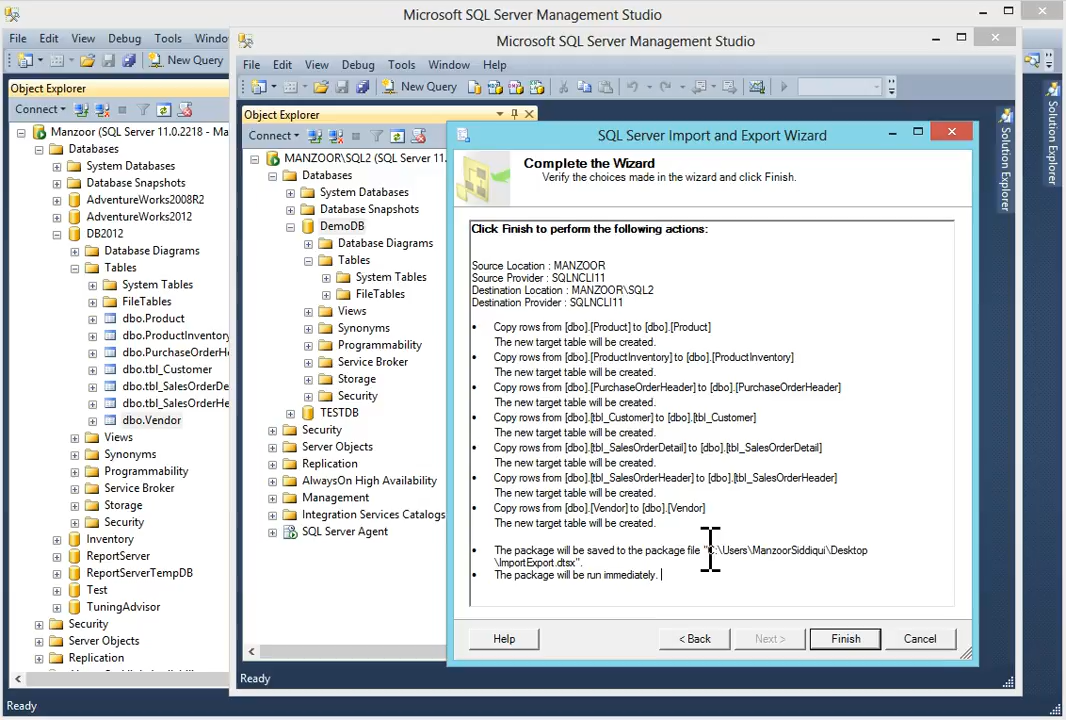 Microsoft SQL Server Management Studio
File Edit View Debug Tools Windo
New Query
Object Explorer
Connect
Manzoor (SQL Server 11.0.2218 - Ma
Databases
System Databases
Database Snapshots
AdventureWorks2008R2
AdventureWorks2012
DB2012
Database Diagrams
Tables
System Tables
FileTables
dbo.Product
dbo.ProductInventory
dbo.PurchaseOrderHe
dbo.tbl_Customer
dbo.tbl_SalesOrderDe
dbo.tbl_SalesOrderHe
dbo.Vendor
Views
Synonyms
Programmability
Service Broker
Storage
Security
Inventory
ReportServer
ReportServerTempDB
Test
TuningAdvisor
Security
Server Objects
Replication
Ready
Microsoft SQL Server Management Studio
File Edit View Debug Tools Window Help
New Query
Object Explorer
Connect
MANZOOR\SQL2 (SQL Server 11.
Databases
System Databases
Database Snapshots
DemoDB
Database Diagrams
Tables
System Tables
FileTables
Views
Synonyms
Programmability
Service Broker
Storage
Security
TESTDB
Security
Server Objects
Replication
AlwaysOn High Availability
Management
Integration Services Catalogs
SQL Server Agent
Ready
SQL Server Import and Export Wizard
Complete the Wizard
Verify the choices made in the wizard and click Finish.
Click Finish to perform the following actions:
Source Location : MANZOOR
Source Provider : SQLNCLI11
Destination Location : MANZOOR\SQL2
Destination Provider : SQLNCLI11
• Copy rows from [dbo].[Product] to [dbo].[Product]
The new target table will be created.
• Copy rows from [dbo].[ProductInventory] to [dbo].[ProductInventory]
The new target table will be created.
• Copy rows from [dbo].[PurchaseOrderHeader] to [dbo].[PurchaseOrderHeader]
The new target table will be created.
• Copy rows from [dbo].[tbl_Customer] to [dbo].[tbl_Customer]
The new target table will be created.
• Copy rows from [dbo].[tbl_SalesOrderDetail] to [dbo].[tbl_SalesOrderDetail]
The new target table will be created.
• Copy rows from [dbo].[tbl_SalesOrderHeader] to [dbo].[tbl_SalesOrderHeader]
The new target table will be created.
• Copy rows from [dbo].[Vendor] to [dbo].[Vendor]
The new target table will be created.
• The package will be saved to the package file "C:\Users\ManzoorSiddiqui\Desktop
\ImportExport.dtsx".
• The package will be run immediately.
Help < Back Next > Finish Cancel
Solution Explorer
Solution Explorer